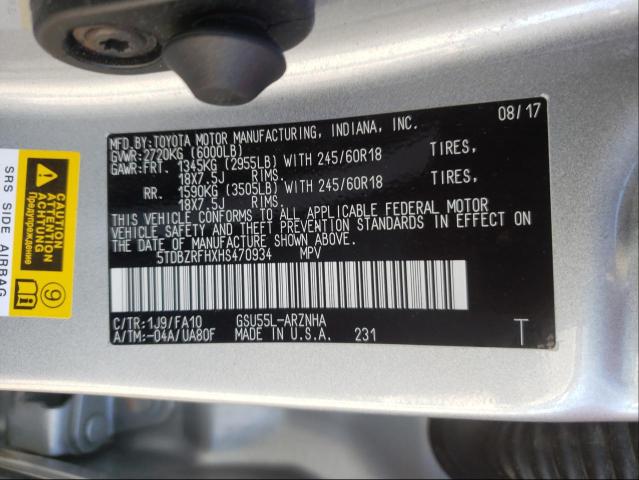 08/17
MFD.BY:TOYOTA MOTOR MANUFACTURING, INDIANA, INC.
GVWR:2720KG (6000LB)
GAWR:FRT. 1345KG (2955LB) WITH 245/60R18 TIRES,
18X7.5J RIMS.
RR. 1590KG (3505LB) WITH 245/60R18 TIRES,
18X7.5J RIMS.
THIS VEHICLE CONFORMS TO ALL APPLICABLE FEDERAL MOTOR
VEHICLE SAFETY AND THEFT PREVENTION STANDARDS IN EFFECT ON
THE DATE OF MANUFACTURE SHOWN ABOVE.
5TDBZRFHXHS470934 MPV
C/TR:1J9/FA10 GSU55L-ARZNHA
A/TM:-04A/UA80F MADE IN U.S.A. 231 T
SRS SIDE AIRBAG
CAUTION
ATTENTION
ACHTUNG
Предупреждение
9